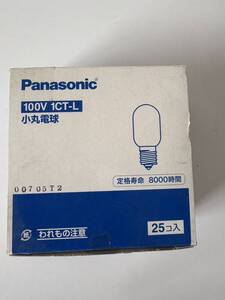 Panasonic
100V 1CT-L
小丸電球
定格寿命 8000時間
00705T2
われもの注意
25コ入